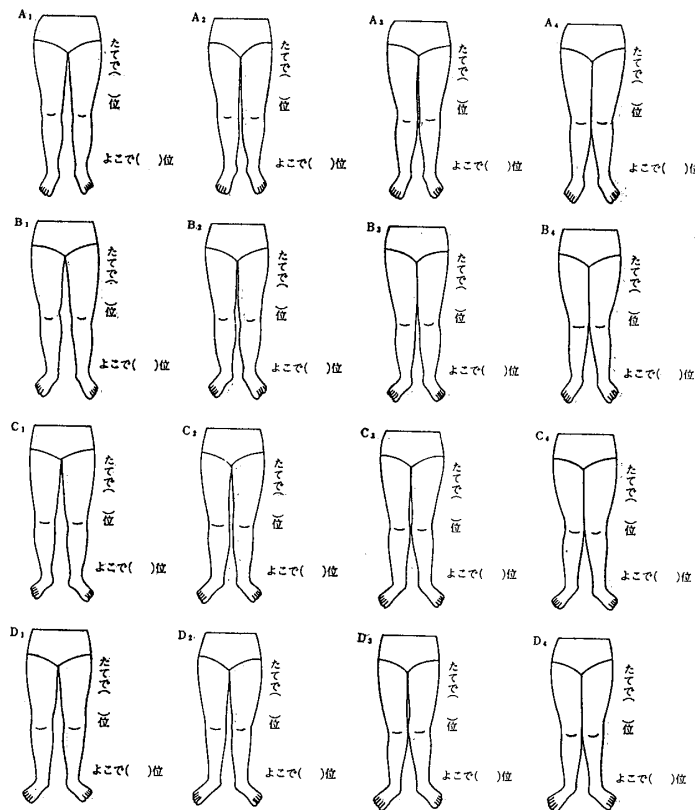 A1
たてで( )位
よこで( )位
A2
たてで( )位
よこで( )位
A3
たてで( )位
よこで( )位
A4
たてで( )位
よこで( )位
B1
たてで( )位
よこで( )位
B2
たてで( )位
よこで( )位
B3
たてで( )位
よこで( )位
B4
たてで( )位
よこで( )位
C1
たてで( )位
よこで( )位
C2
たてで( )位
よこで( )位
C3
たてで( )位
よこで( )位
C4
たてで( )位
よこで( )位
D1
たてで( )位
よこで( )位
D2
たてで( )位
よこで( )位
D3
たてで( )位
よこで( )位
D4
たてで( )位
よこで( )位